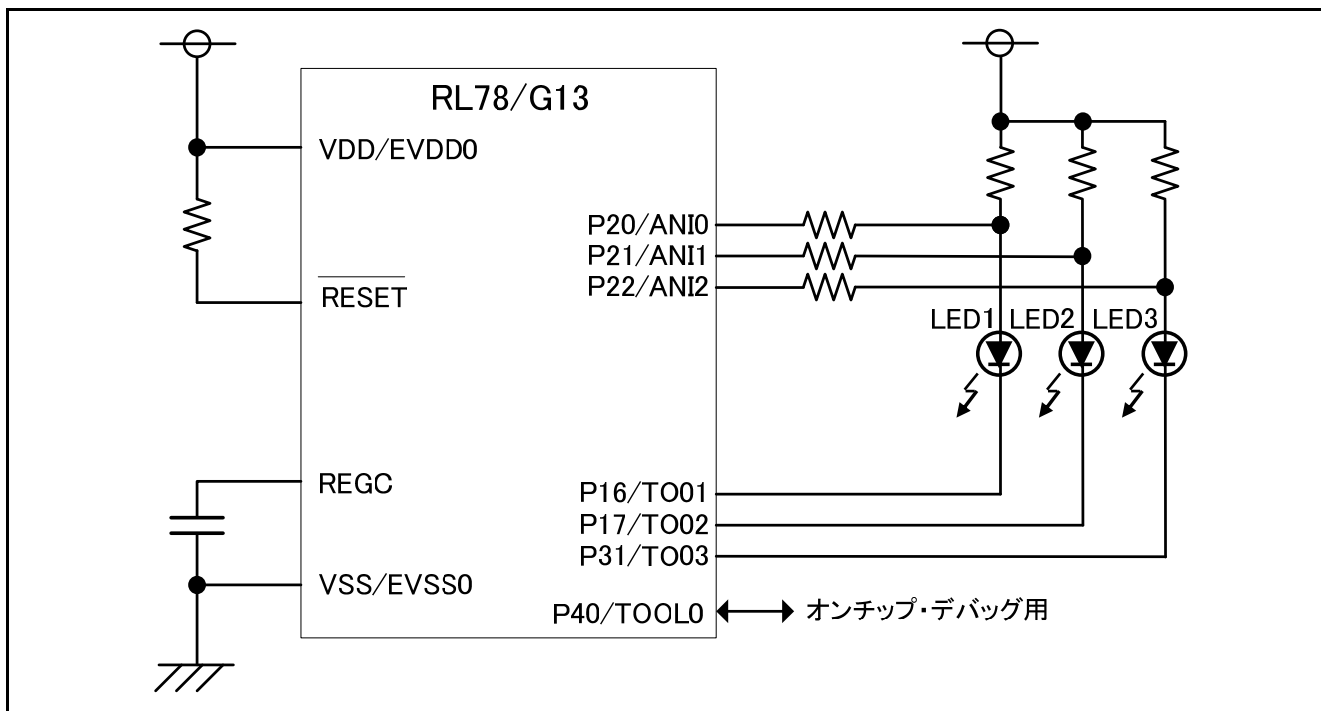 RL78/G13
VDD/EVDD0
RESET
REGC
VSS/EVSS0
P20/ANI0
P21/ANI1
P22/ANI2
LED1 LED2 LED3
P16/TO01
P17/TO02
P31/TO03
P40/TOOL0
オンチップ・デバッグ用